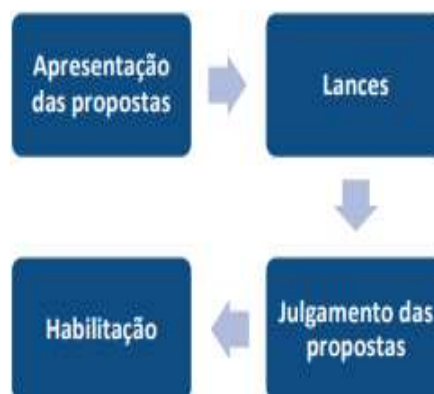 Apresentação
das propostas
Lances
Julgamento das
propostas
Habilitação